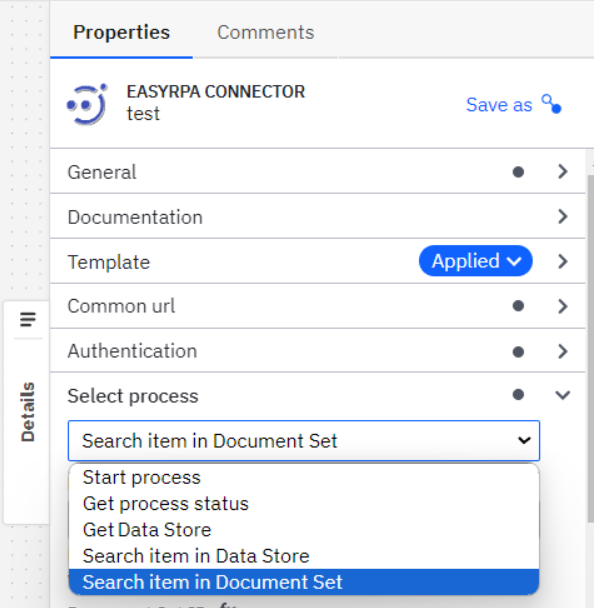 Properties Comments
EASYRPA CONNECTOR
test
Save as
General
Documentation
Template Applied
Common url
Authentication
Select process
Details
Search item in Document Set
Start process
Get process status
Get Data Store
Search item in Data Store
Search item in Document Set